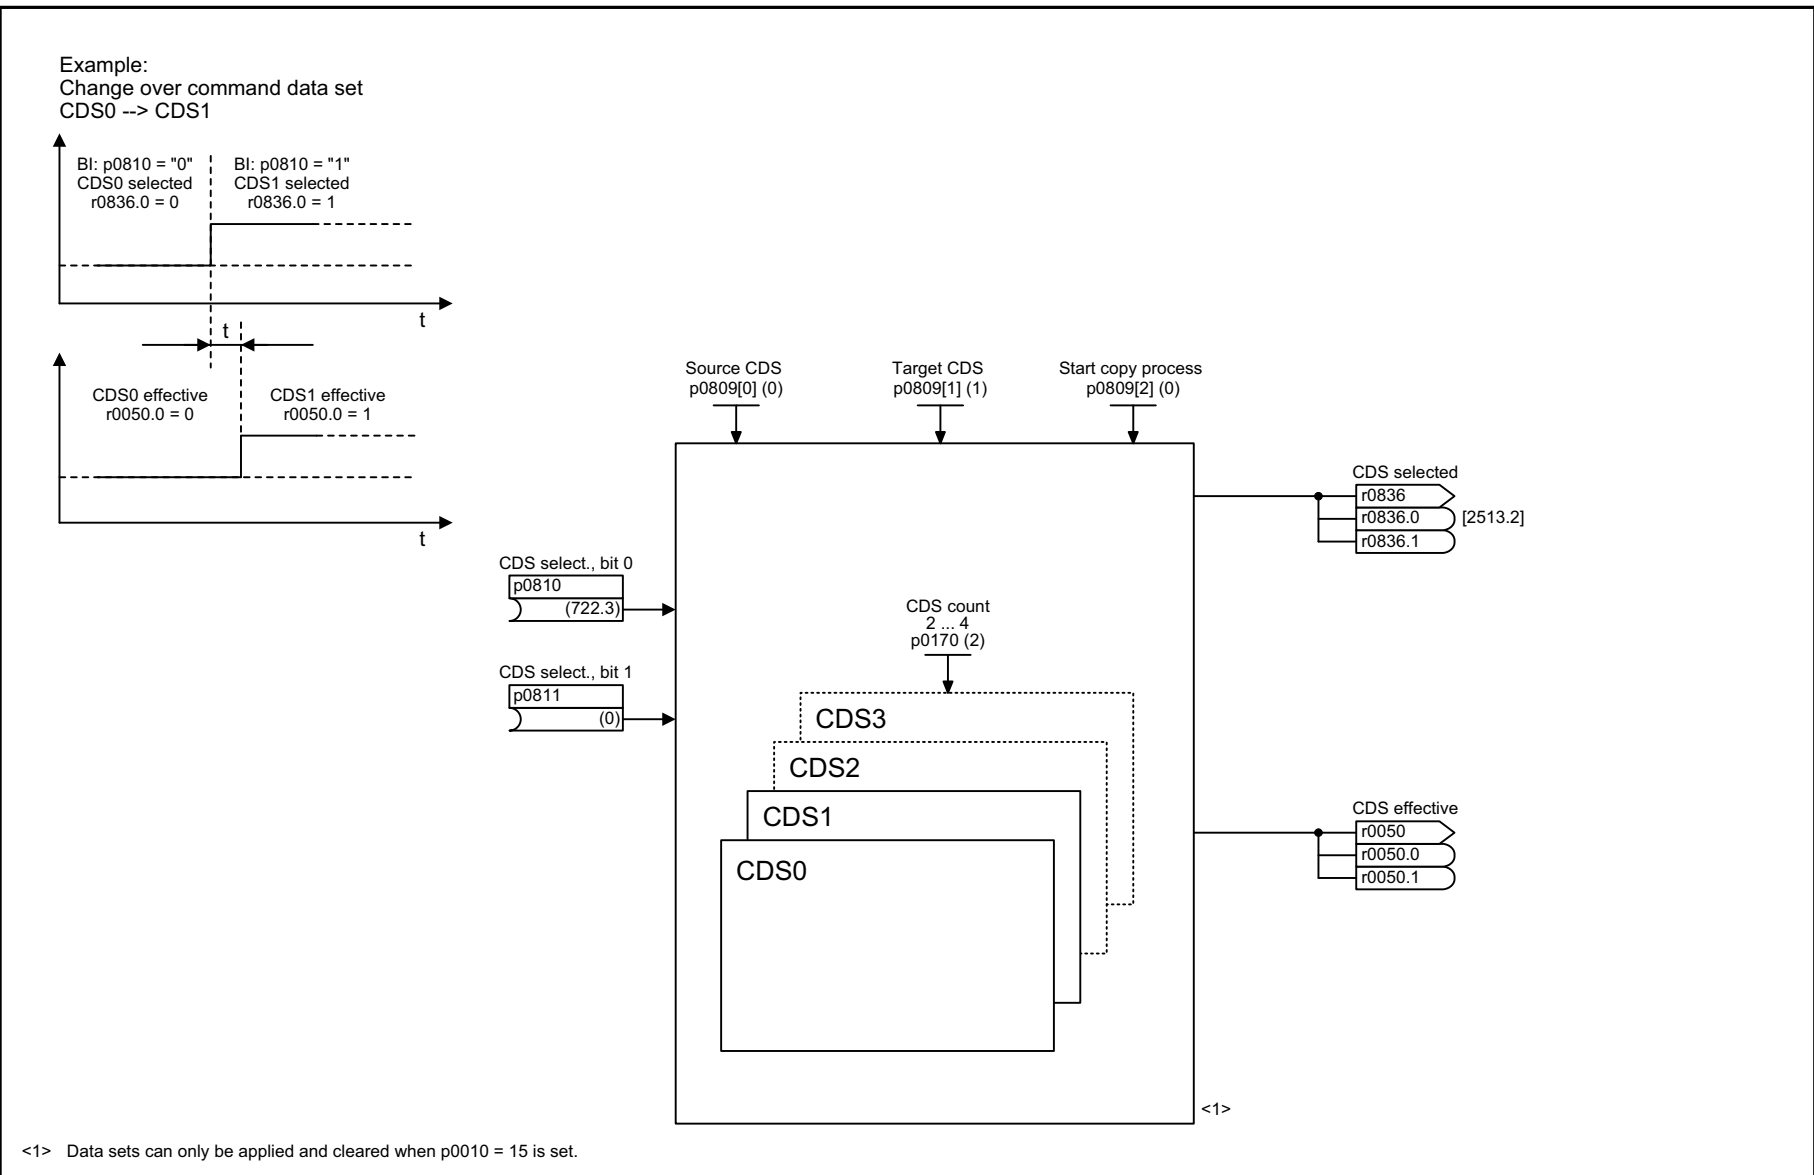 Example:
Change over command data set
CDS0 --> CDS1
BI: p0810 = "0"
CDS0 selected
r0836.0 = 0
BI: p0810 = "1"
CDS1 selected
r0836.0 = 1
t
t
CDS0 effective
r0050.0 = 0
CDS1 effective
r0050.0 = 1
t
Source CDS
p0809[0] (0)
Target CDS
p0809[1] (1)
Start copy process
p0809[2] (0)
CDS selected
r0836
r0836.0
[2513.2]
r0836.1
CDS select., bit 0
p0810
(722.3)
CDS select., bit 1
p0811
(0)
CDS count
2 ... 4
p0170 (2)
CDS3
CDS2
CDS1
CDS0
CDS effective
r0050
r0050.0
r0050.1
<1>
<1> Data sets can only be applied and cleared when p0010 = 15 is set.